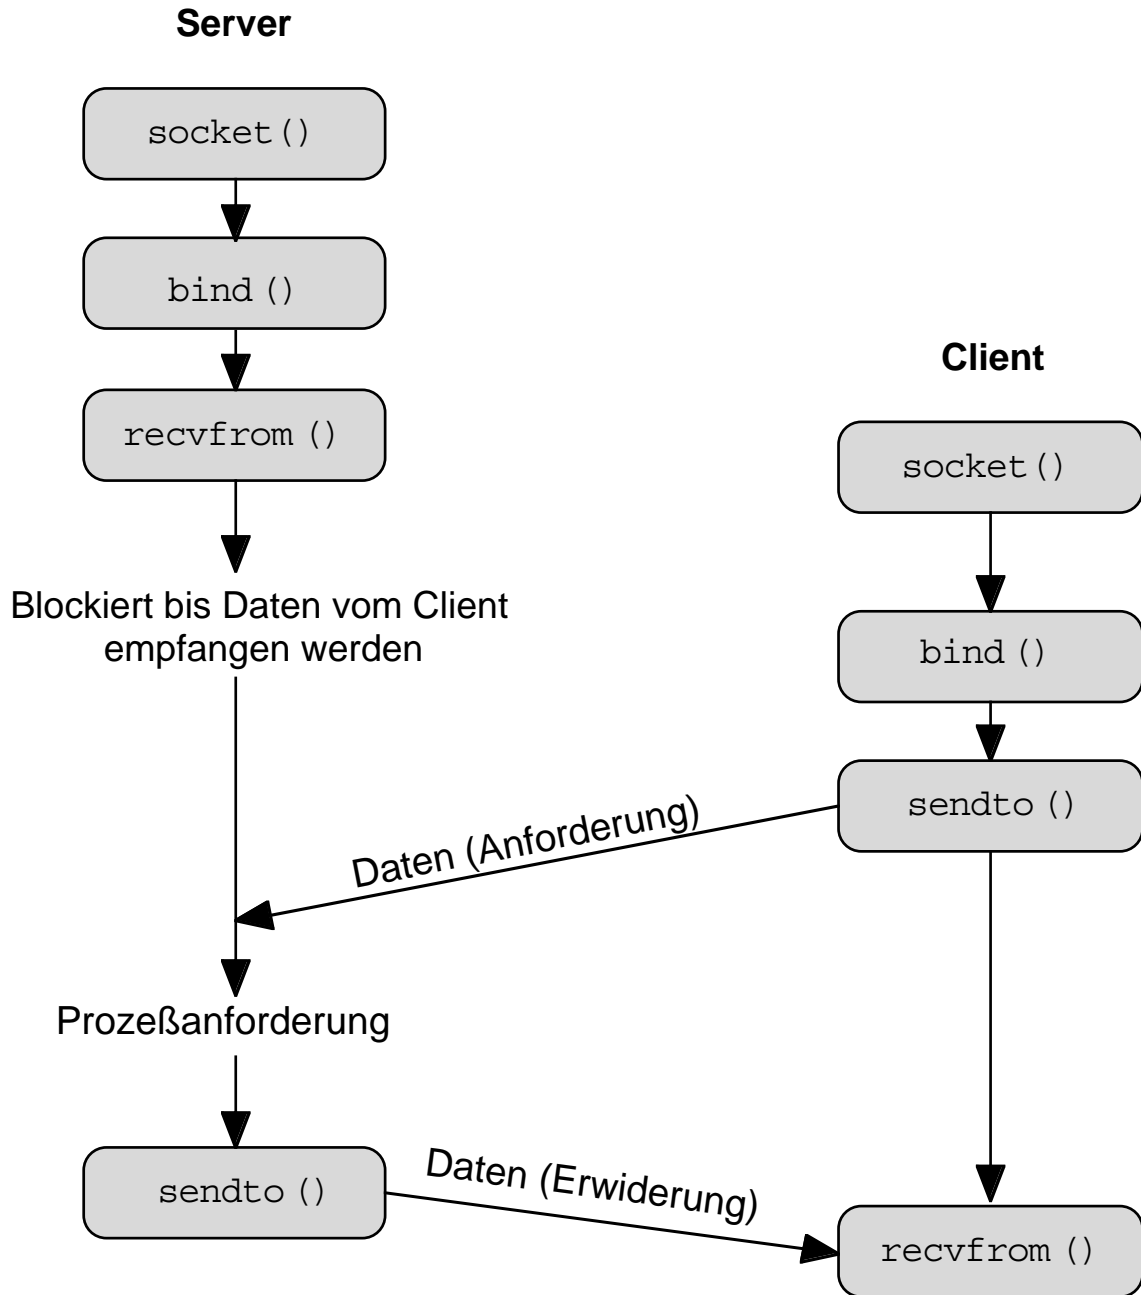 Server
socket()
bind()
recvfrom()
Blockiert bis Daten vom Client
empfangen werden
Prozeßanforderung
sendto()
Client
socket()
bind()
sendto()
Daten (Anforderung)
Daten (Erwiderung)
recvfrom()